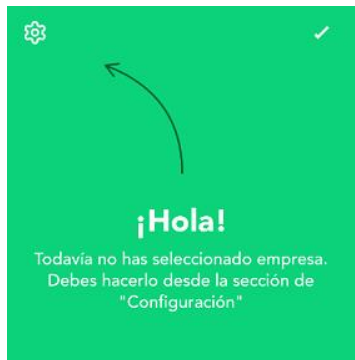 ¡Hola!
Todavía no has seleccionado empresa.
Debes hacerlo desde la sección de
"Configuración"